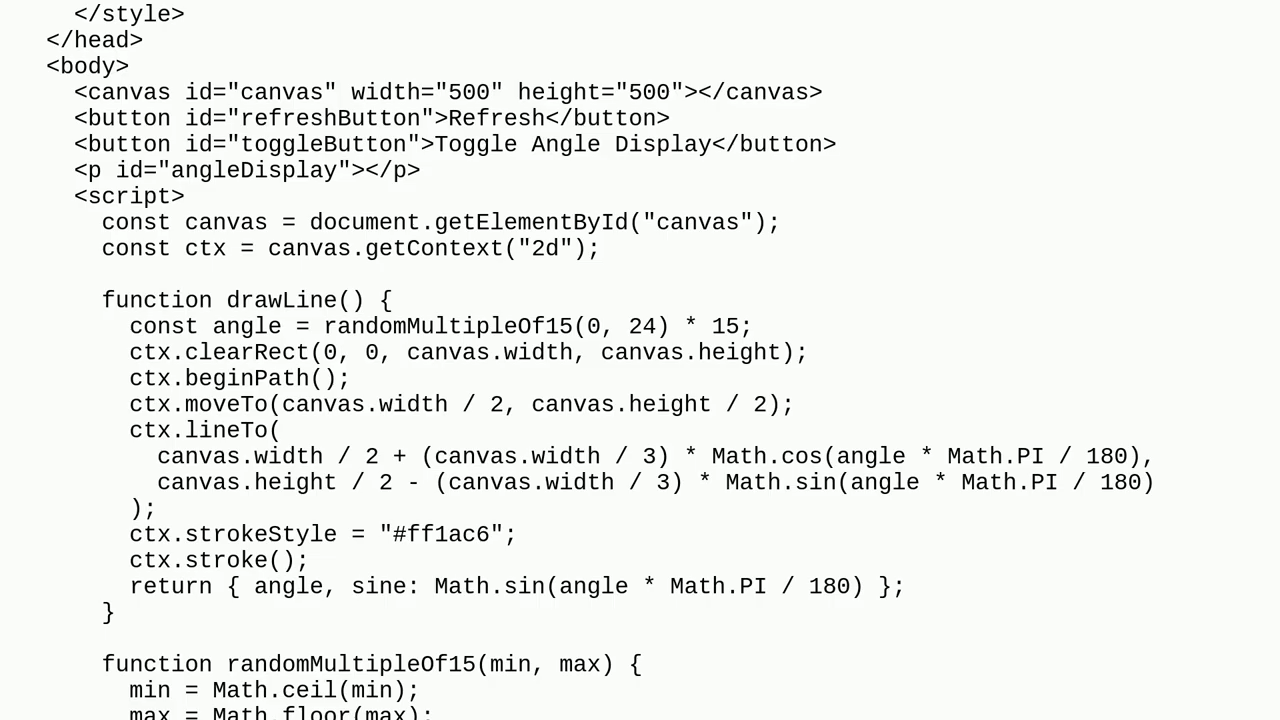 </style>
</head>
<body>
<canvas id="canvas" width="500" height="500"></canvas>
<button id="refreshButton">Refresh</button>
<button id="toggleButton">Toggle Angle Display</button>
<p id="angleDisplay"></p>
<script>
const canvas = document.getElementById("canvas");
const ctx = canvas.getContext("2d");
function drawLine() {
const angle = randomMultipleOf15(0, 24) * 15;
ctx.clearRect(0, 0, canvas.width, canvas.height);
ctx.beginPath();
ctx.moveTo(canvas.width / 2, canvas.height / 2);
ctx.lineTo(
canvas.width / 2 + (canvas.width / 3) * Math.cos(angle * Math.PI / 180),
canvas.height / 2 - (canvas.width / 3) * Math.sin(angle * Math.PI / 180)
);
ctx.strokeStyle = "#ff1ac6";
ctx.stroke();
return { angle, sine: Math.sin(angle * Math.PI / 180) };
}
function randomMultipleOf15(min, max) {
min = Math.ceil(min);
max = Math.floor(max);